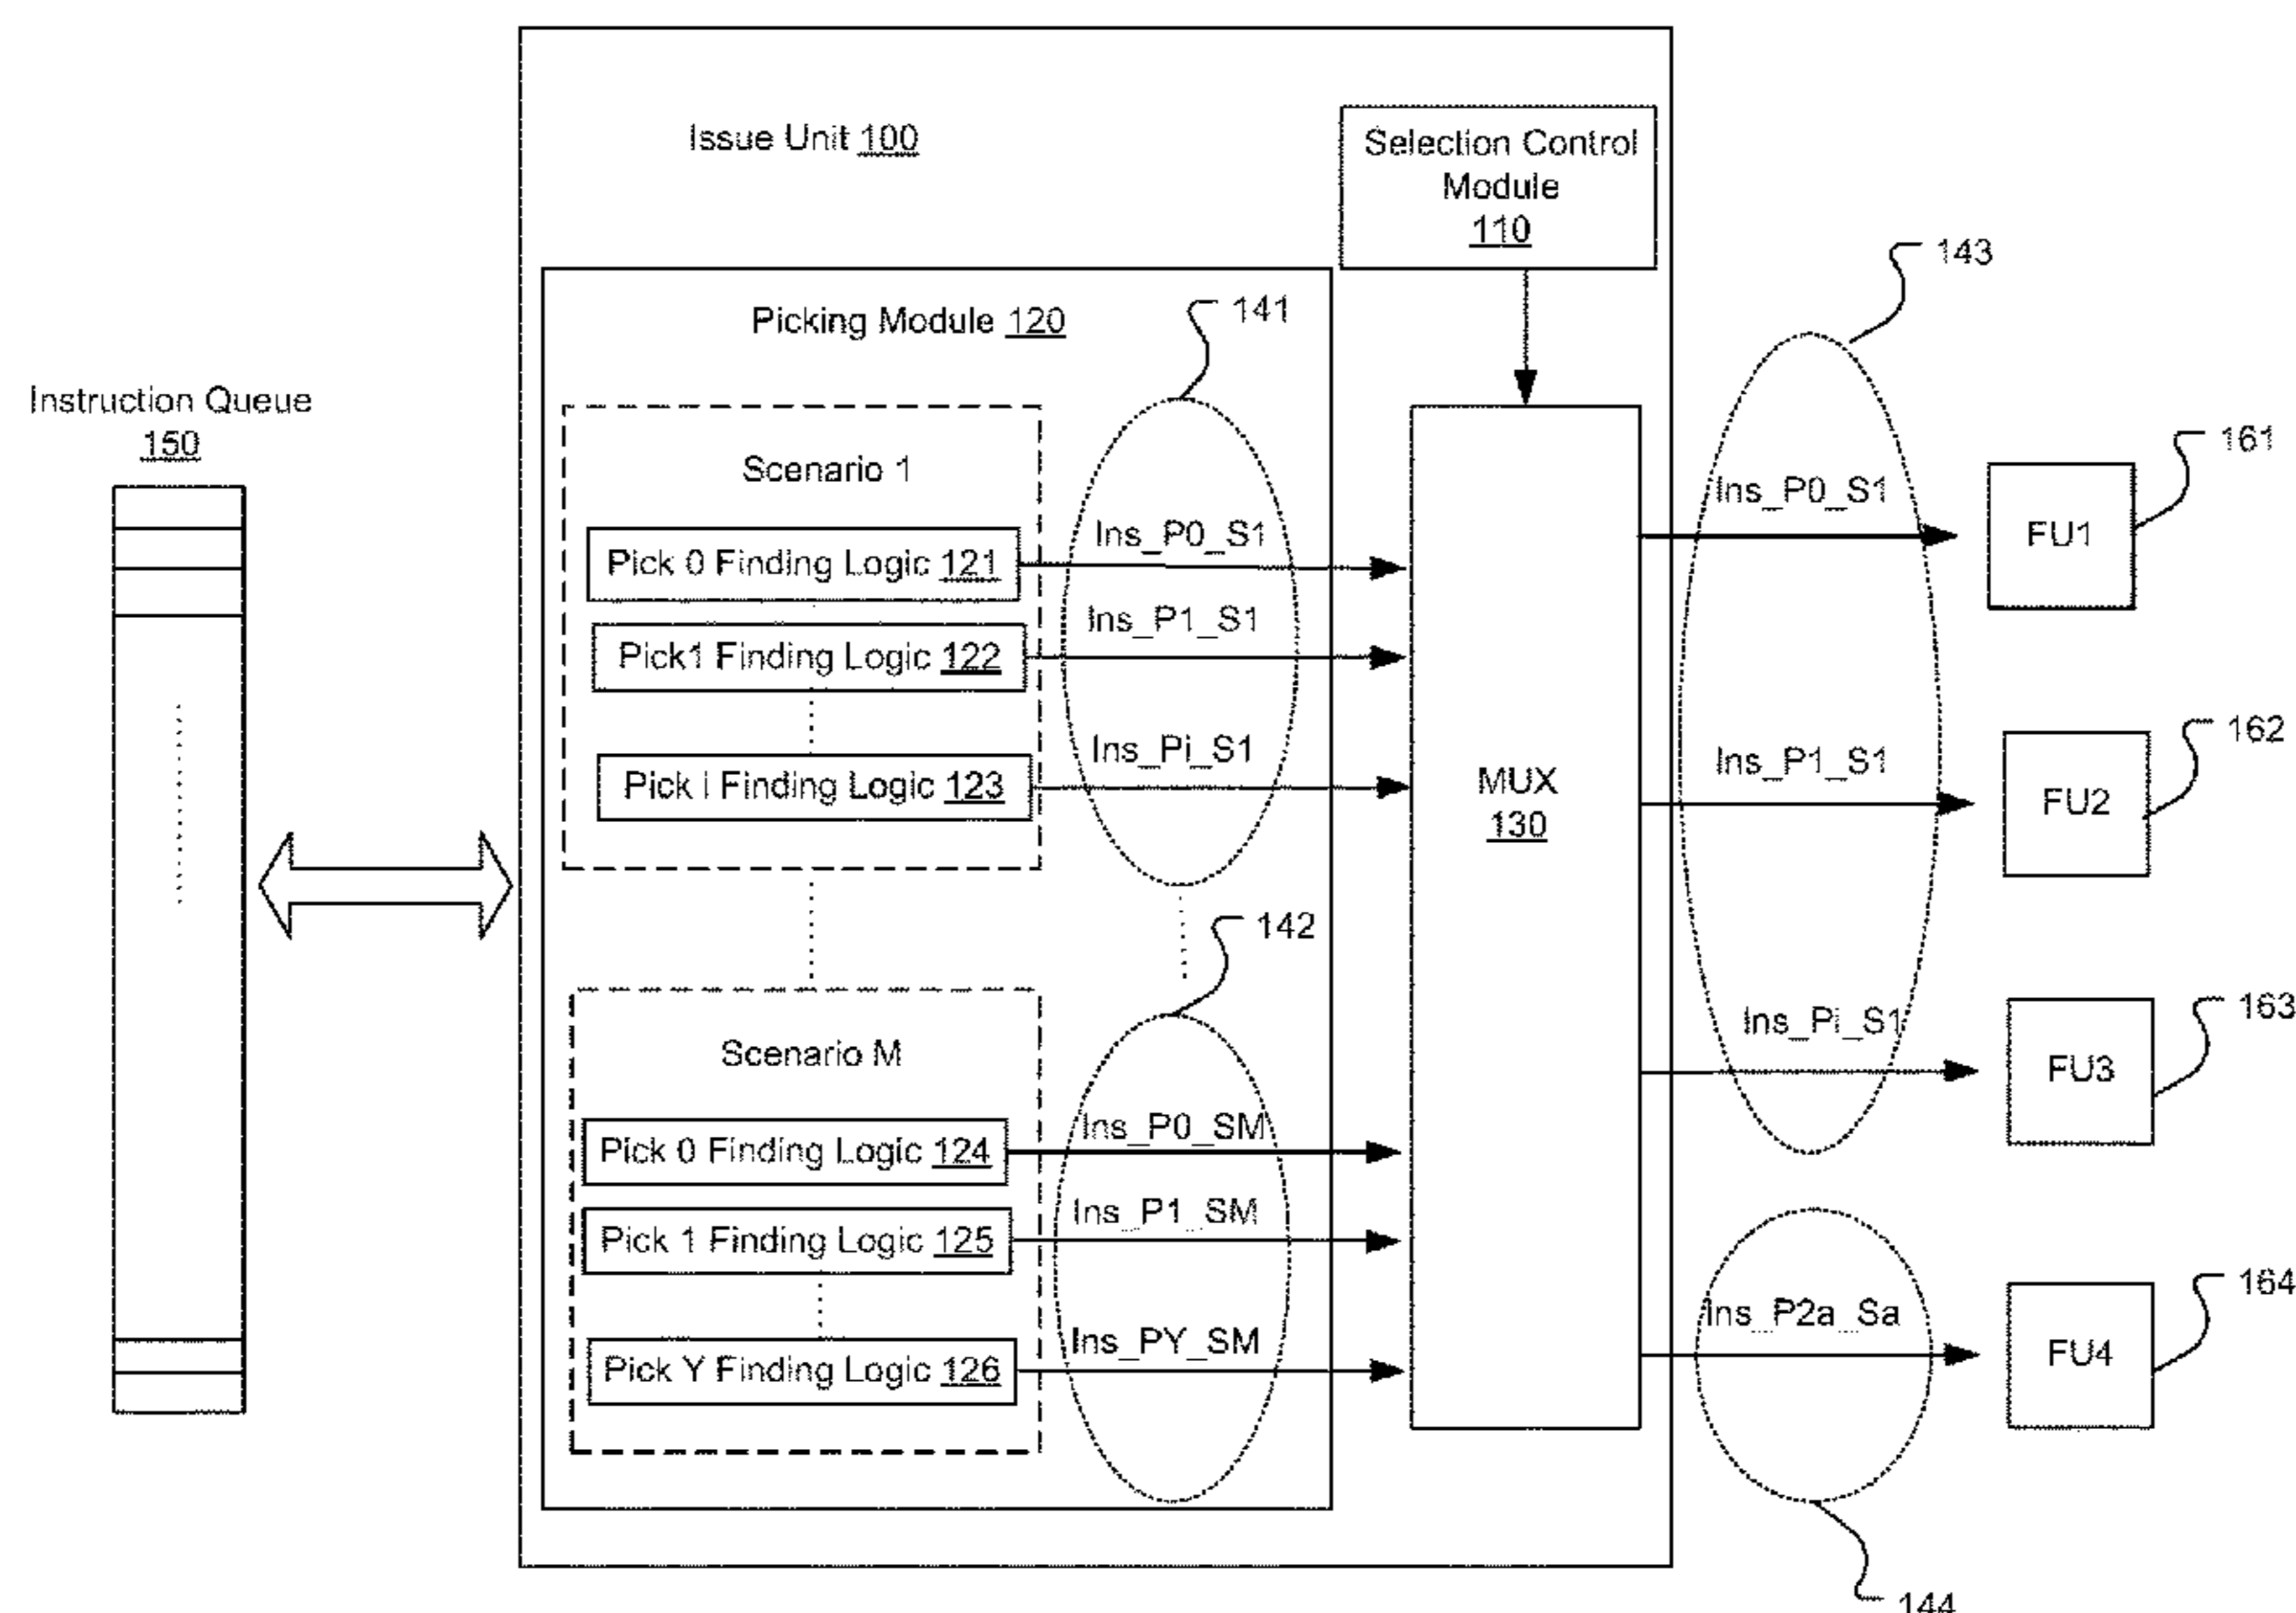 Issue Unit 100
Selection Control
Module
110
143
Picking Module 120
141
Instruction Queue
150
161
Scenario 1
Ins_P0_S1
FU1
Pick 0 Finding Logic 121
Ins_P0_S1
Ins_P1_S1
Pick1 Finding Logic 122
162
Ins_Pi_S1
Ins_P1_S1
Pick i Finding Logic 123
MUX
130
FU2
142
163
Scenario M
Ins_Pi_S1
FU3
Ins_P0_SM
Pick 0 Finding Logic 124
Ins_P1_SM
Pick 1 Finding Logic 125
164
Ins_P2a_Sa
Ins_PY_SM
FU4
Pick Y Finding Logic 126
144